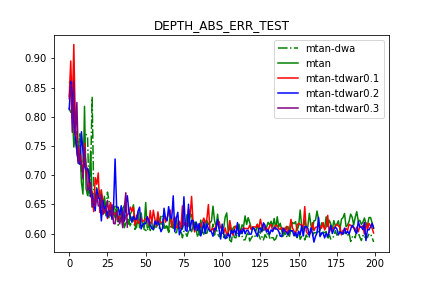 DEPTH_ABS_ERR_TEST
mtan-dwa
mtan
mtan-tdwar0.1
mtan-tdwar0.2
mtan-tdwar0.3
0.90
0.85
0.80
0.75
0.70
0.65
0.60
0 25 50 75 100 125 150 175 200